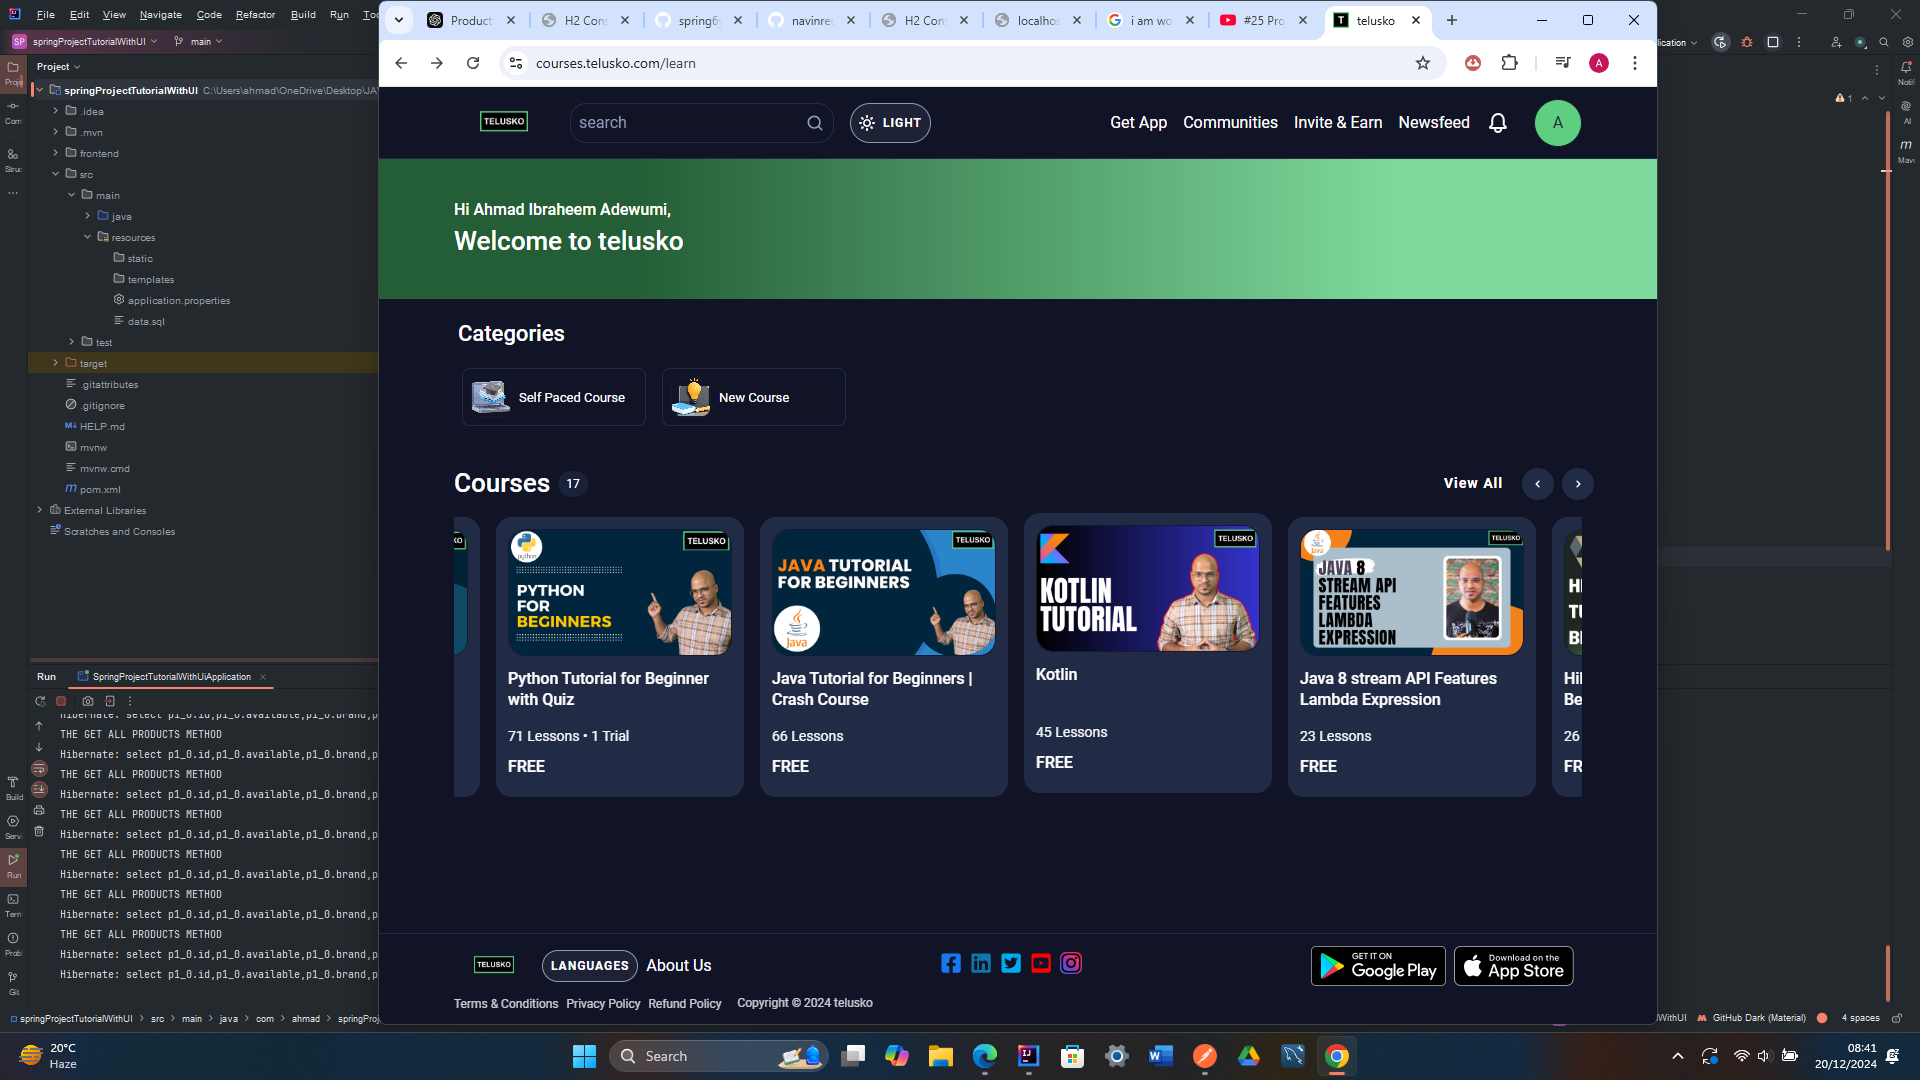 File Edit View Navigate Code Refactor Build Run
SP springProjectTutorialWithUI main
Project
springProjectTutorialWithUI C:\Users\ahmad\OneDrive\Desktop\JA
.idea
.mvn
frontend
src
main
java
resources
static
templates
application.properties
data.sql
test
target
.gitattributes
.gitignore
HELP.md
mvnw
mvnw.cmd
pom.xml
External Libraries
Scratches and Consoles
Run SpringProjectTutorialWithUiApplication
Hibernate: select p1_0.id,p1_0.available,p1_0.brand,p
THE GET ALL PRODUCTS METHOD
Hibernate: select p1_0.id,p1_0.available,p1_0.brand,p
THE GET ALL PRODUCTS METHOD
Hibernate: select p1_0.id,p1_0.available,p1_0.brand,p
THE GET ALL PRODUCTS METHOD
Hibernate: select p1_0.id,p1_0.available,p1_0.brand,p
THE GET ALL PRODUCTS METHOD
Hibernate: select p1_0.id,p1_0.available,p1_0.brand,p
THE GET ALL PRODUCTS METHOD
Hibernate: select p1_0.id,p1_0.available,p1_0.brand,p
THE GET ALL PRODUCTS METHOD
Hibernate: select p1_0.id,p1_0.available,p1_0.brand,p
Hibernate: select p1_0.id,p1_0.available,p1_0.brand,p
springProjectTutorialWithUI > src > main > java > com > ahmad > springProj
Product H2 Con spring6 navinre H2 Con localho i am wo #25 Pro telusko
courses.telusko.com/learn
A
TELUSKO search LIGHT Get App Communities Invite & Earn Newsfeed A
Hi Ahmad Ibraheem Adewumi,
Welcome to telusko
Categories
Self Paced Course New Course
Courses 17 View All
python TELUSKO
PYTHON
FOR
BEGINNERS
Python Tutorial for Beginner
with Quiz
71 Lessons • 1 Trial
FREE
TELUSKO
JAVA TUTORIAL
FOR BEGINNERS
Java
Java Tutorial for Beginners |
Crash Course
66 Lessons
FREE
TELUSKO
KOTLIN
TUTORIAL
Kotlin
45 Lessons
FREE
TELUSKO
JAVA 8
STREAM API
FEATURES
LAMBDA
EXPRESSION
Java 8 stream API Features
Lambda Expression
23 Lessons
FREE
HI
TU
BE
Hi
Be
26
FR
TELUSKO LANGUAGES About Us
GET IT ON
Google Play
Download on the
App Store
Terms & Conditions Privacy Policy Refund Policy Copyright © 2024 telusko
lication
1
WithUI GitHub Dark (Material) 4 spaces
20°C
Haze
Search
08:41
20/12/2024